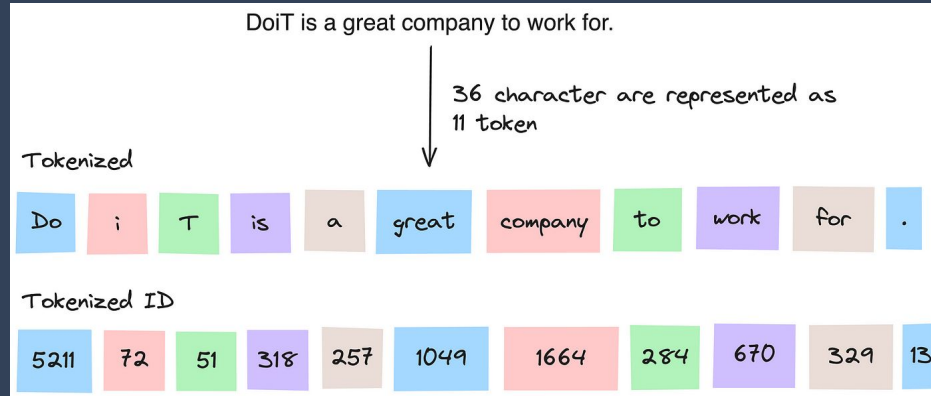 DoiT is a great company to work for.
36 character are represented as
11 token
Tokenized
Do i T is a great company to work for .
Tokenized ID
5211 72 51 318 257 1049 1664 284 670 329 13